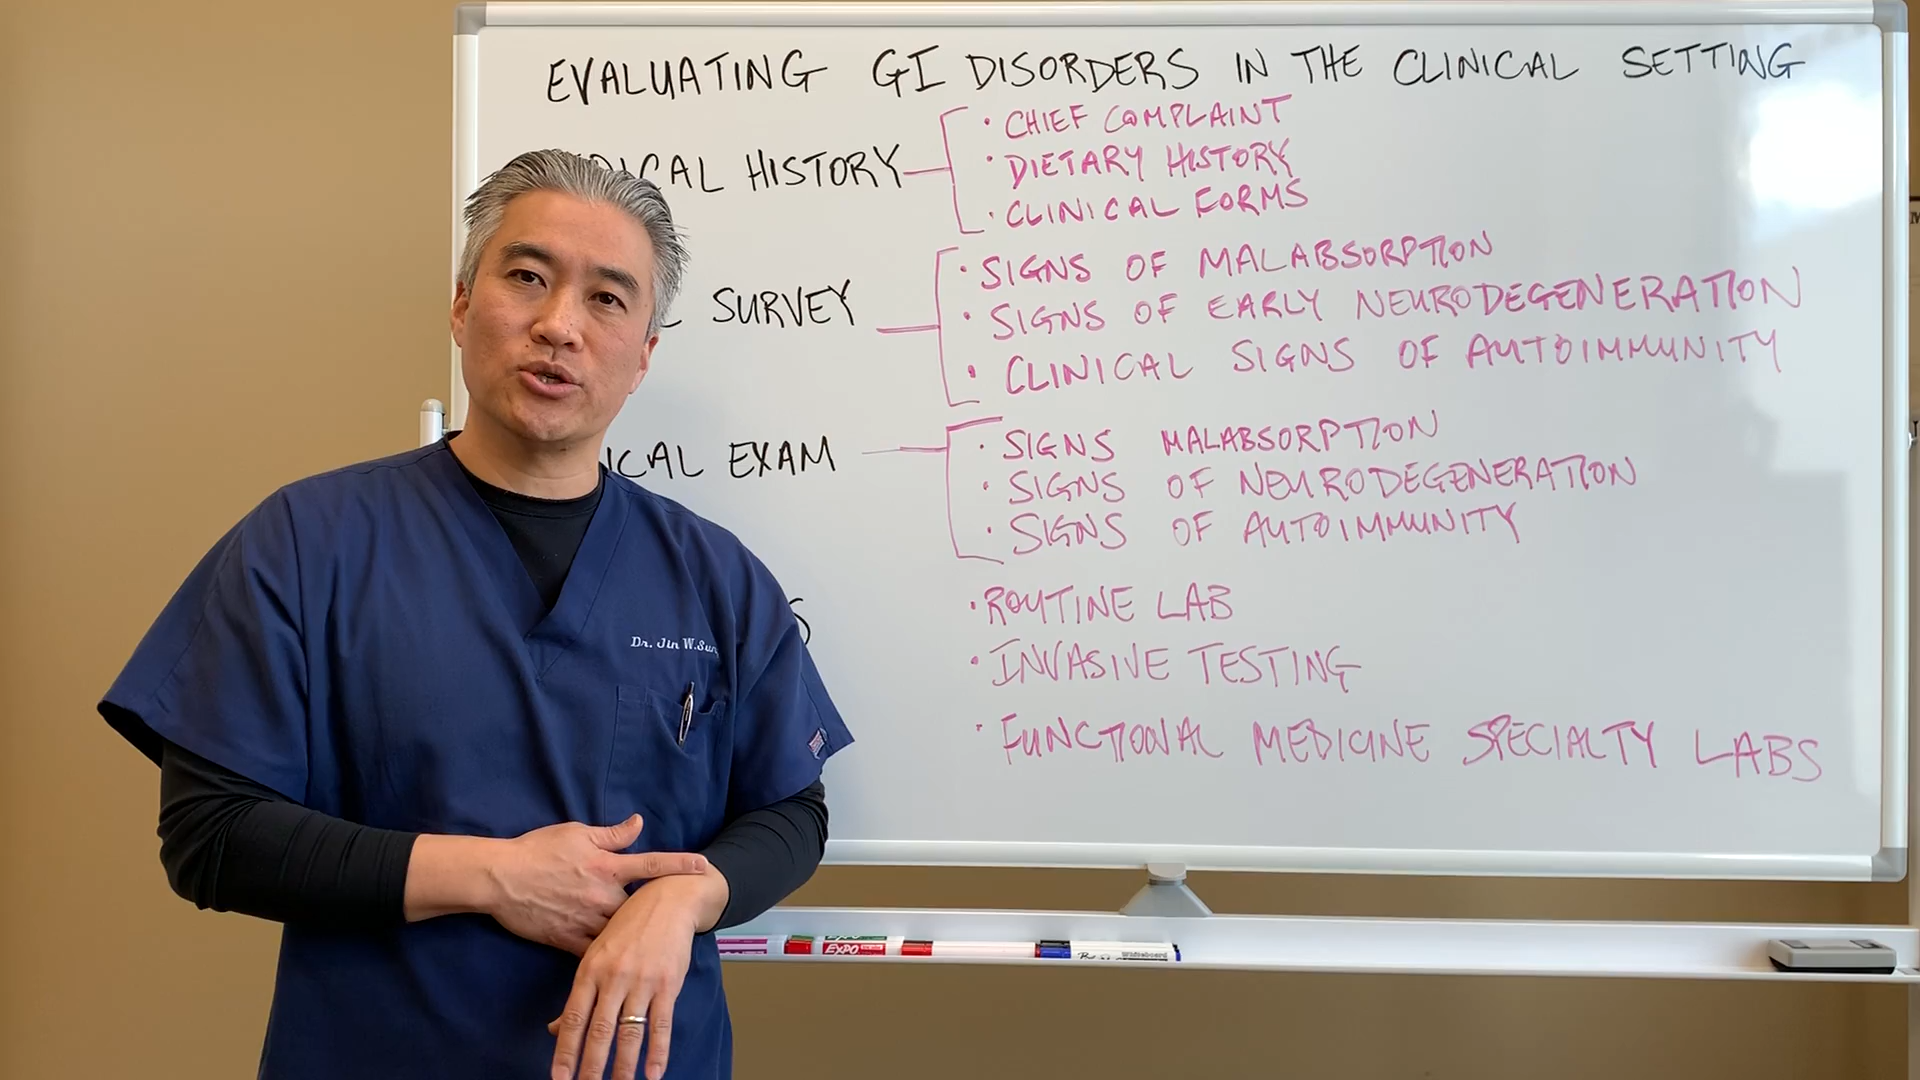 EVALUATING GI DISORDERS IN THE CLINICAL SETTING
HISTORY
• CHIEF COMPLAINT
• DIETARY HISTORY
• CLINICAL FORMS
SURVEY
• SIGNS OF MALABSORPTION
• SIGNS OF EARLY NEURODEGENERATION
• CLINICAL SIGNS OF AUTOIMMUNITY
EXAM
• SIGNS MALABSORPTION
• SIGNS OF NEURODEGENERATION
• SIGNS OF AUTOIMMUNITY
• ROUTINE LAB
• INVASIVE TESTING
• FUNCTIONAL MEDICINE SPECIALTY LABS
Dr. Jin W.
EXPO